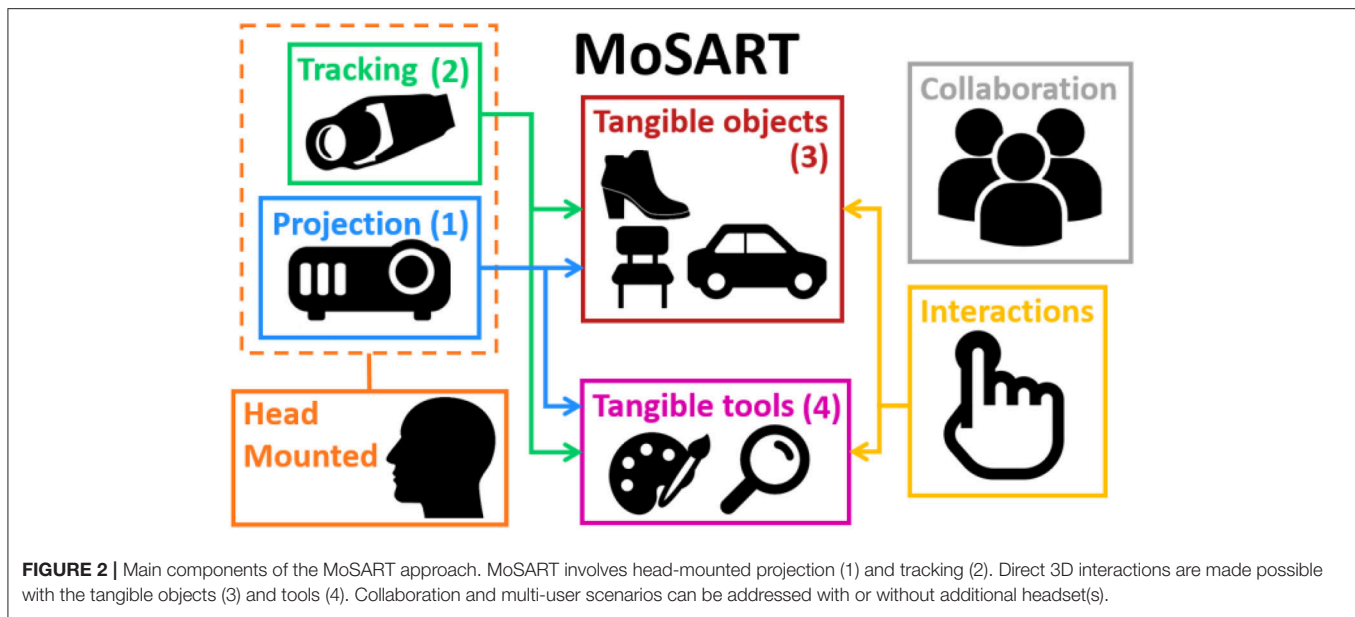 MoSART
Tracking (2)
Projection (1)
Head
Mounted
Tangible objects
(3)
Tangible tools (4)
Collaboration
Interactions
FIGURE 2 | Main components of the MoSART approach. MoSART involves head-mounted projection (1) and tracking (2). Direct 3D interactions are made possible
with the tangible objects (3) and tools (4). Collaboration and multi-user scenarios can be addressed with or without additional headset(s).